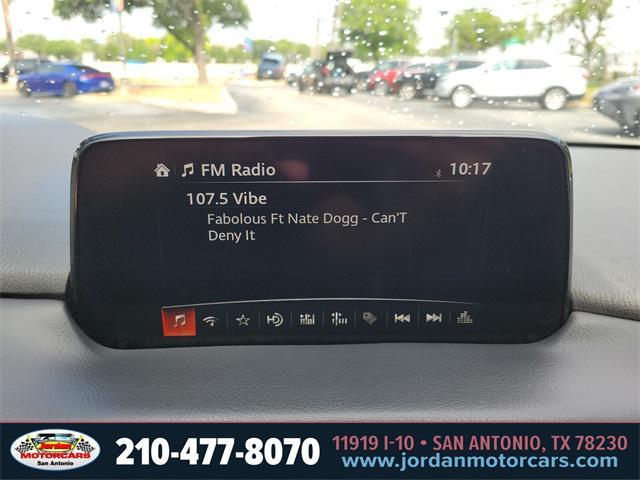 FM Radio
10:17
107.5 Vibe
Fabolous Ft Nate Dogg - Can'T
Deny It
Jordan
MOTORCARS
San Antonio
210-477-8070
11919 I-10 • SAN ANTONIO, TX 78230
www.jordanmotorcars.com